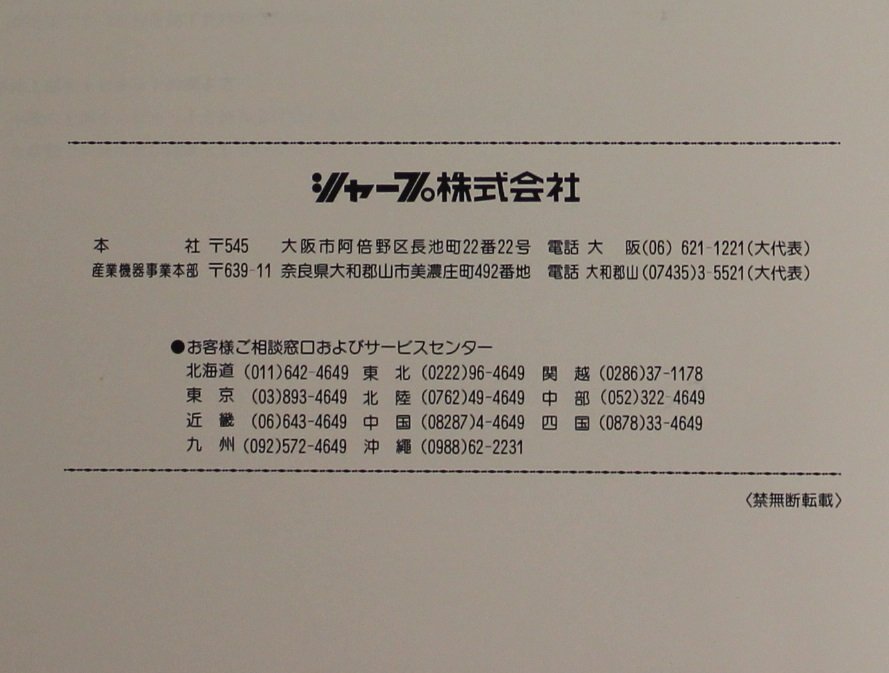 シャープ株式会社
本 社 〒545 大阪市阿倍野区長池町22番22号 電話 大 阪(06) 621-1221(大代表)
産業機器事業本部 〒639-11 奈良県大和郡山市美濃庄町492番地 電話 大和郡山(07435)3-5521(大代表)
●お客様ご相談窓口およびサービスセンター
北海道 (011)642-4649 東 北 (0222)96-4649 関 越 (0286)37-1178
東 京 (03)893-4649 北 陸 (0762)49-4649 中 部 (052)322-4649
近 畿 (06)643-4649 中 国 (08287)4-4649 四 国 (0878)33-4649
九 州 (092)572-4649 沖 縄 (0988)62-2231
〈禁無断転載〉